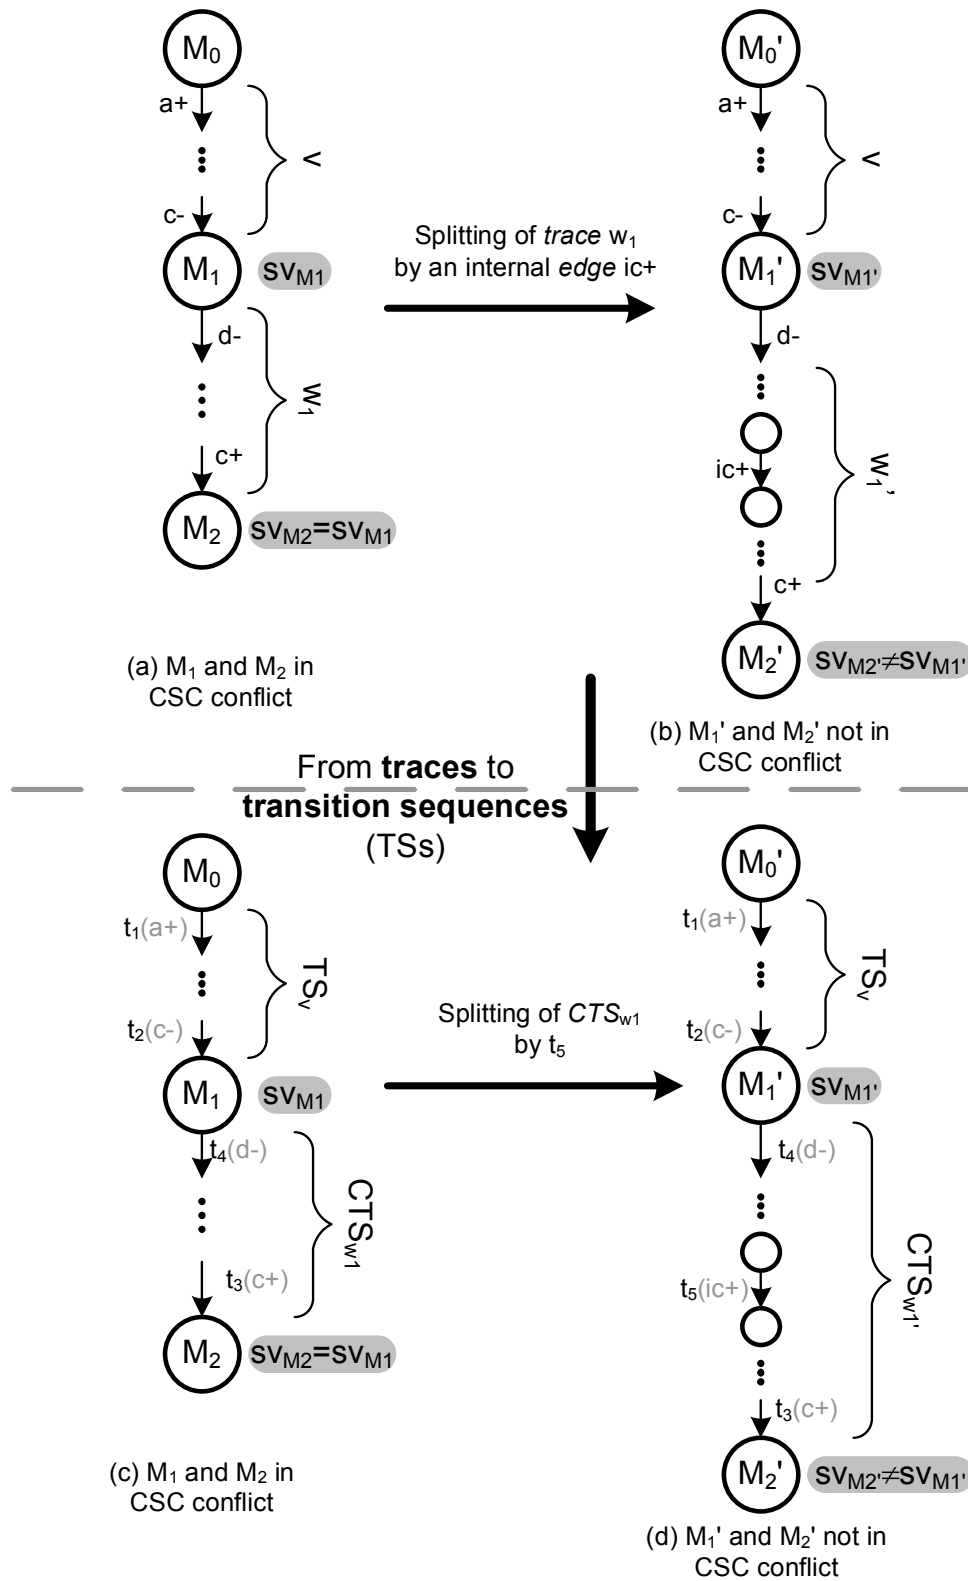 M0
a+
v
c-
M1
svM1
d-
w1
c+
M2
svM2=svM1
(a) M1 and M2 in
CSC conflict
Splitting of trace w1
by an internal edge ic+
M0'
a+
v
c-
M1'
svM1'
d-
ic+
w1'
c+
M2'
svM2'≠svM1'
(b) M1' and M2' not in
CSC conflict
From traces to
transition sequences
(TSs)
M0
t1(a+)
TSv
t2(c-)
M1
svM1
t4(d-)
CTSw1
t3(c+)
M2
svM2=svM1
(c) M1 and M2 in
CSC conflict
Splitting of CTSw1
by t5
M0'
t1(a+)
TSv
t2(c-)
M1'
svM1'
t4(d-)
t5(ic+)
CTSw1'
t3(c+)
M2'
svM2'≠svM1'
(d) M1' and M2' not in
CSC conflict